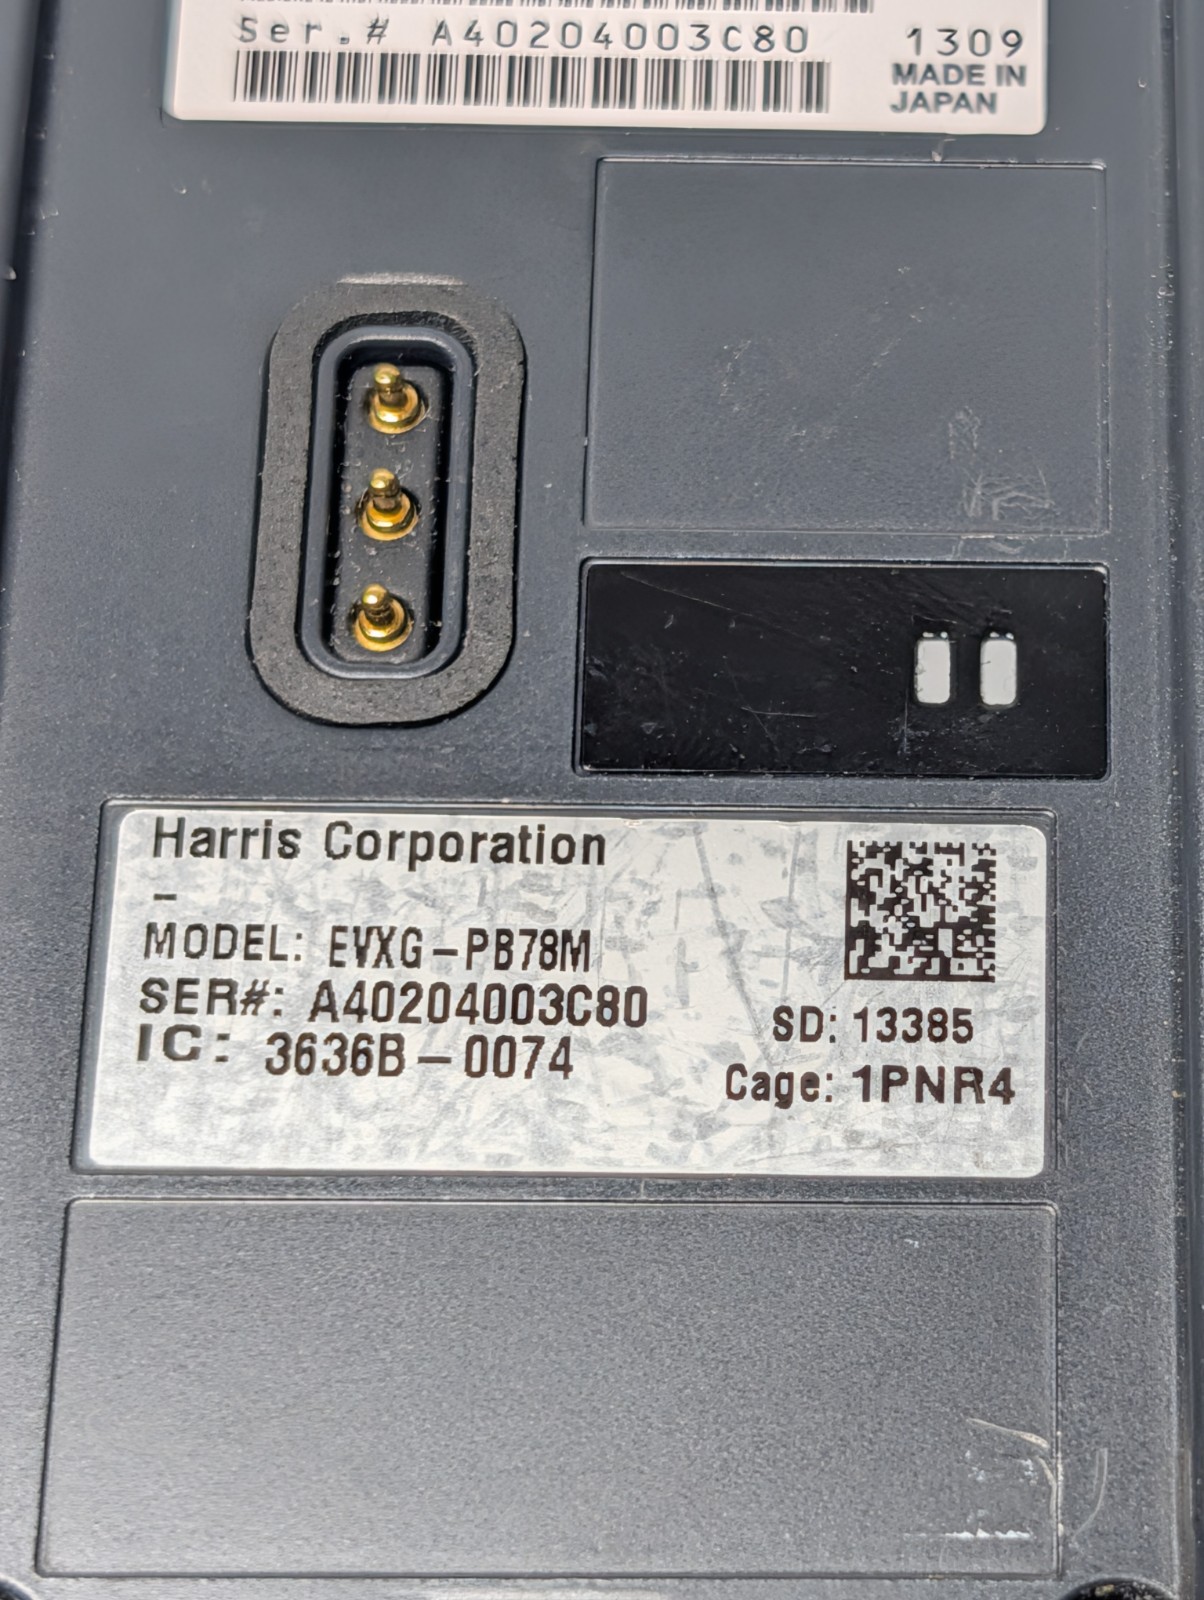 Ser.# A40204003C80
1309
MADE IN
JAPAN
Harris Corporation
-
MODEL: EVXG-PB78M
SER#: A40204003C80
IC: 3636B-0074
SD: 13385
Cage: 1PNR4